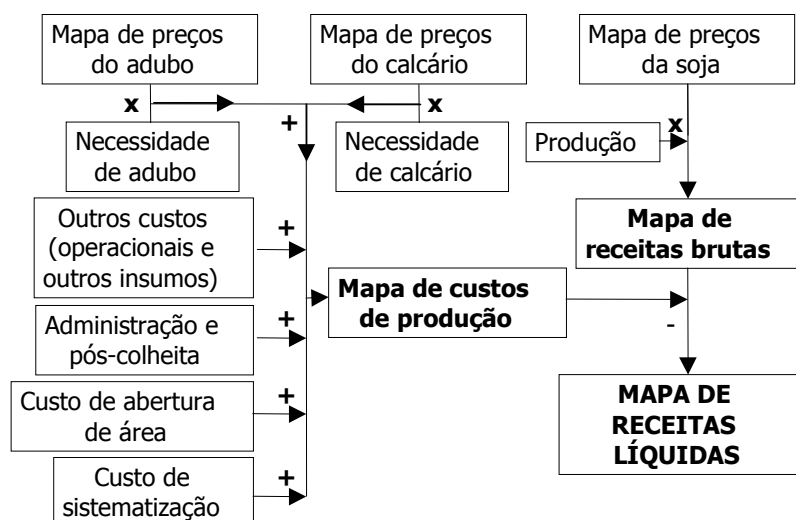 Mapa de preços
do adubo
Mapa de preços
do calcário
Mapa de preços
da soja
x
x
+
x
Necessidade
de adubo
Necessidade
de calcário
Produção
Outros custos
(operacionais e
outros insumos)
+
Mapa de
receitas brutas
Mapa de custos
de produção
-
Administração e
pós-colheita
+
Custo de abertura
de área
+
MAPA DE
RECEITAS
LÍQUIDAS
Custo de
sistematização
+